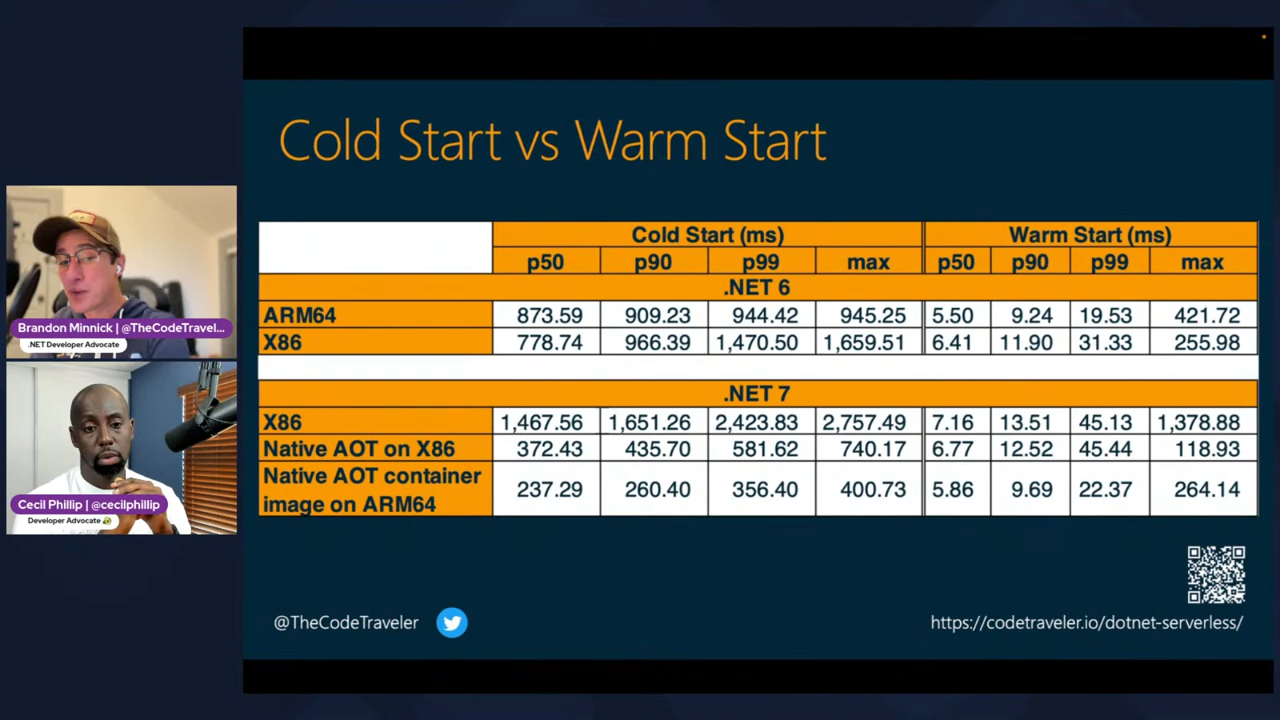 Cold Start vs Warm Start
Cold Start (ms) Warm Start (ms)
p50 p90 p99 max p50 p90 p99 max
.NET 6
ARM64 873.59 909.23 944.42 945.25 5.50 9.24 19.53 421.72
X86 778.74 966.39 1,470.50 1,659.51 6.41 11.90 31.33 255.98
.NET 7
X86 1,467.56 1,651.26 2,423.83 2,757.49 7.16 13.51 45.13 1,378.88
Native AOT on X86 372.43 435.70 581.62 740.17 6.77 12.52 45.44 118.93
Native AOT container
image on ARM64 237.29 260.40 356.40 400.73 5.86 9.69 22.37 264.14
Brandon Minnick | @TheCodeTravel...
.NET Developer Advocate
Cecil Phillip | @cecilphillip
Developer Advocate
@TheCodeTraveler
https://codetraveler.io/dotnet-serverless/